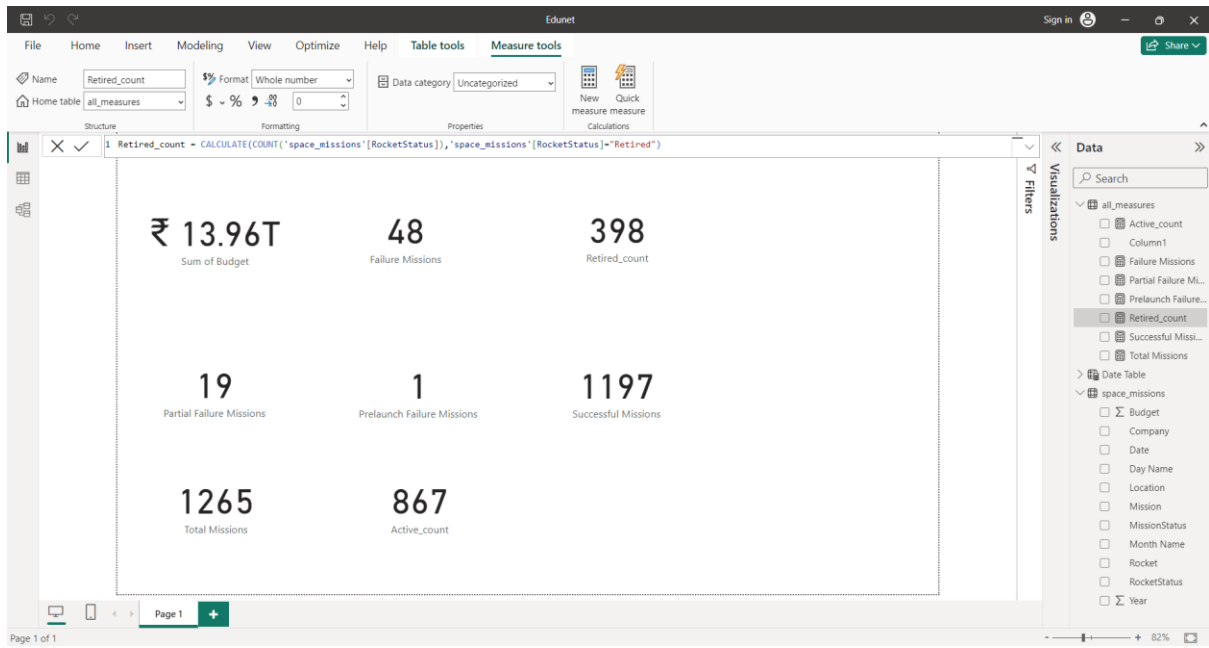 Edunet
Sign in
File Home Insert Modeling View Optimize Help Table tools Measure tools
Share
Name Retired_count
Home table all_measures
Structure
$% Format Whole number
$ % 0
Formatting
Data category Uncategorized
Properties
New measure
Quick measure
Calculations
1 Retired_count = CALCULATE(COUNT('space_missions'[RocketStatus]),'space_missions'[RocketStatus]="Retired")
₹ 13.96T
Sum of Budget
48
Failure Missions
398
Retired_count
19
Partial Failure Missions
1
Prelaunch Failure Missions
1197
Successful Missions
1265
Total Missions
867
Active_count
Filters
Visualizations
Data
Search
all_measures
Active_count
Column1
Failure Missions
Partial Failure Mi...
Prelaunch Failure...
Retired_count
Successful Missi...
Total Missions
Date Table
space_missions
Σ Budget
Company
Date
Day Name
Location
Mission
MissionStatus
Month Name
Rocket
RocketStatus
Σ Year
Page 1
+
Page 1 of 1
- + 82%